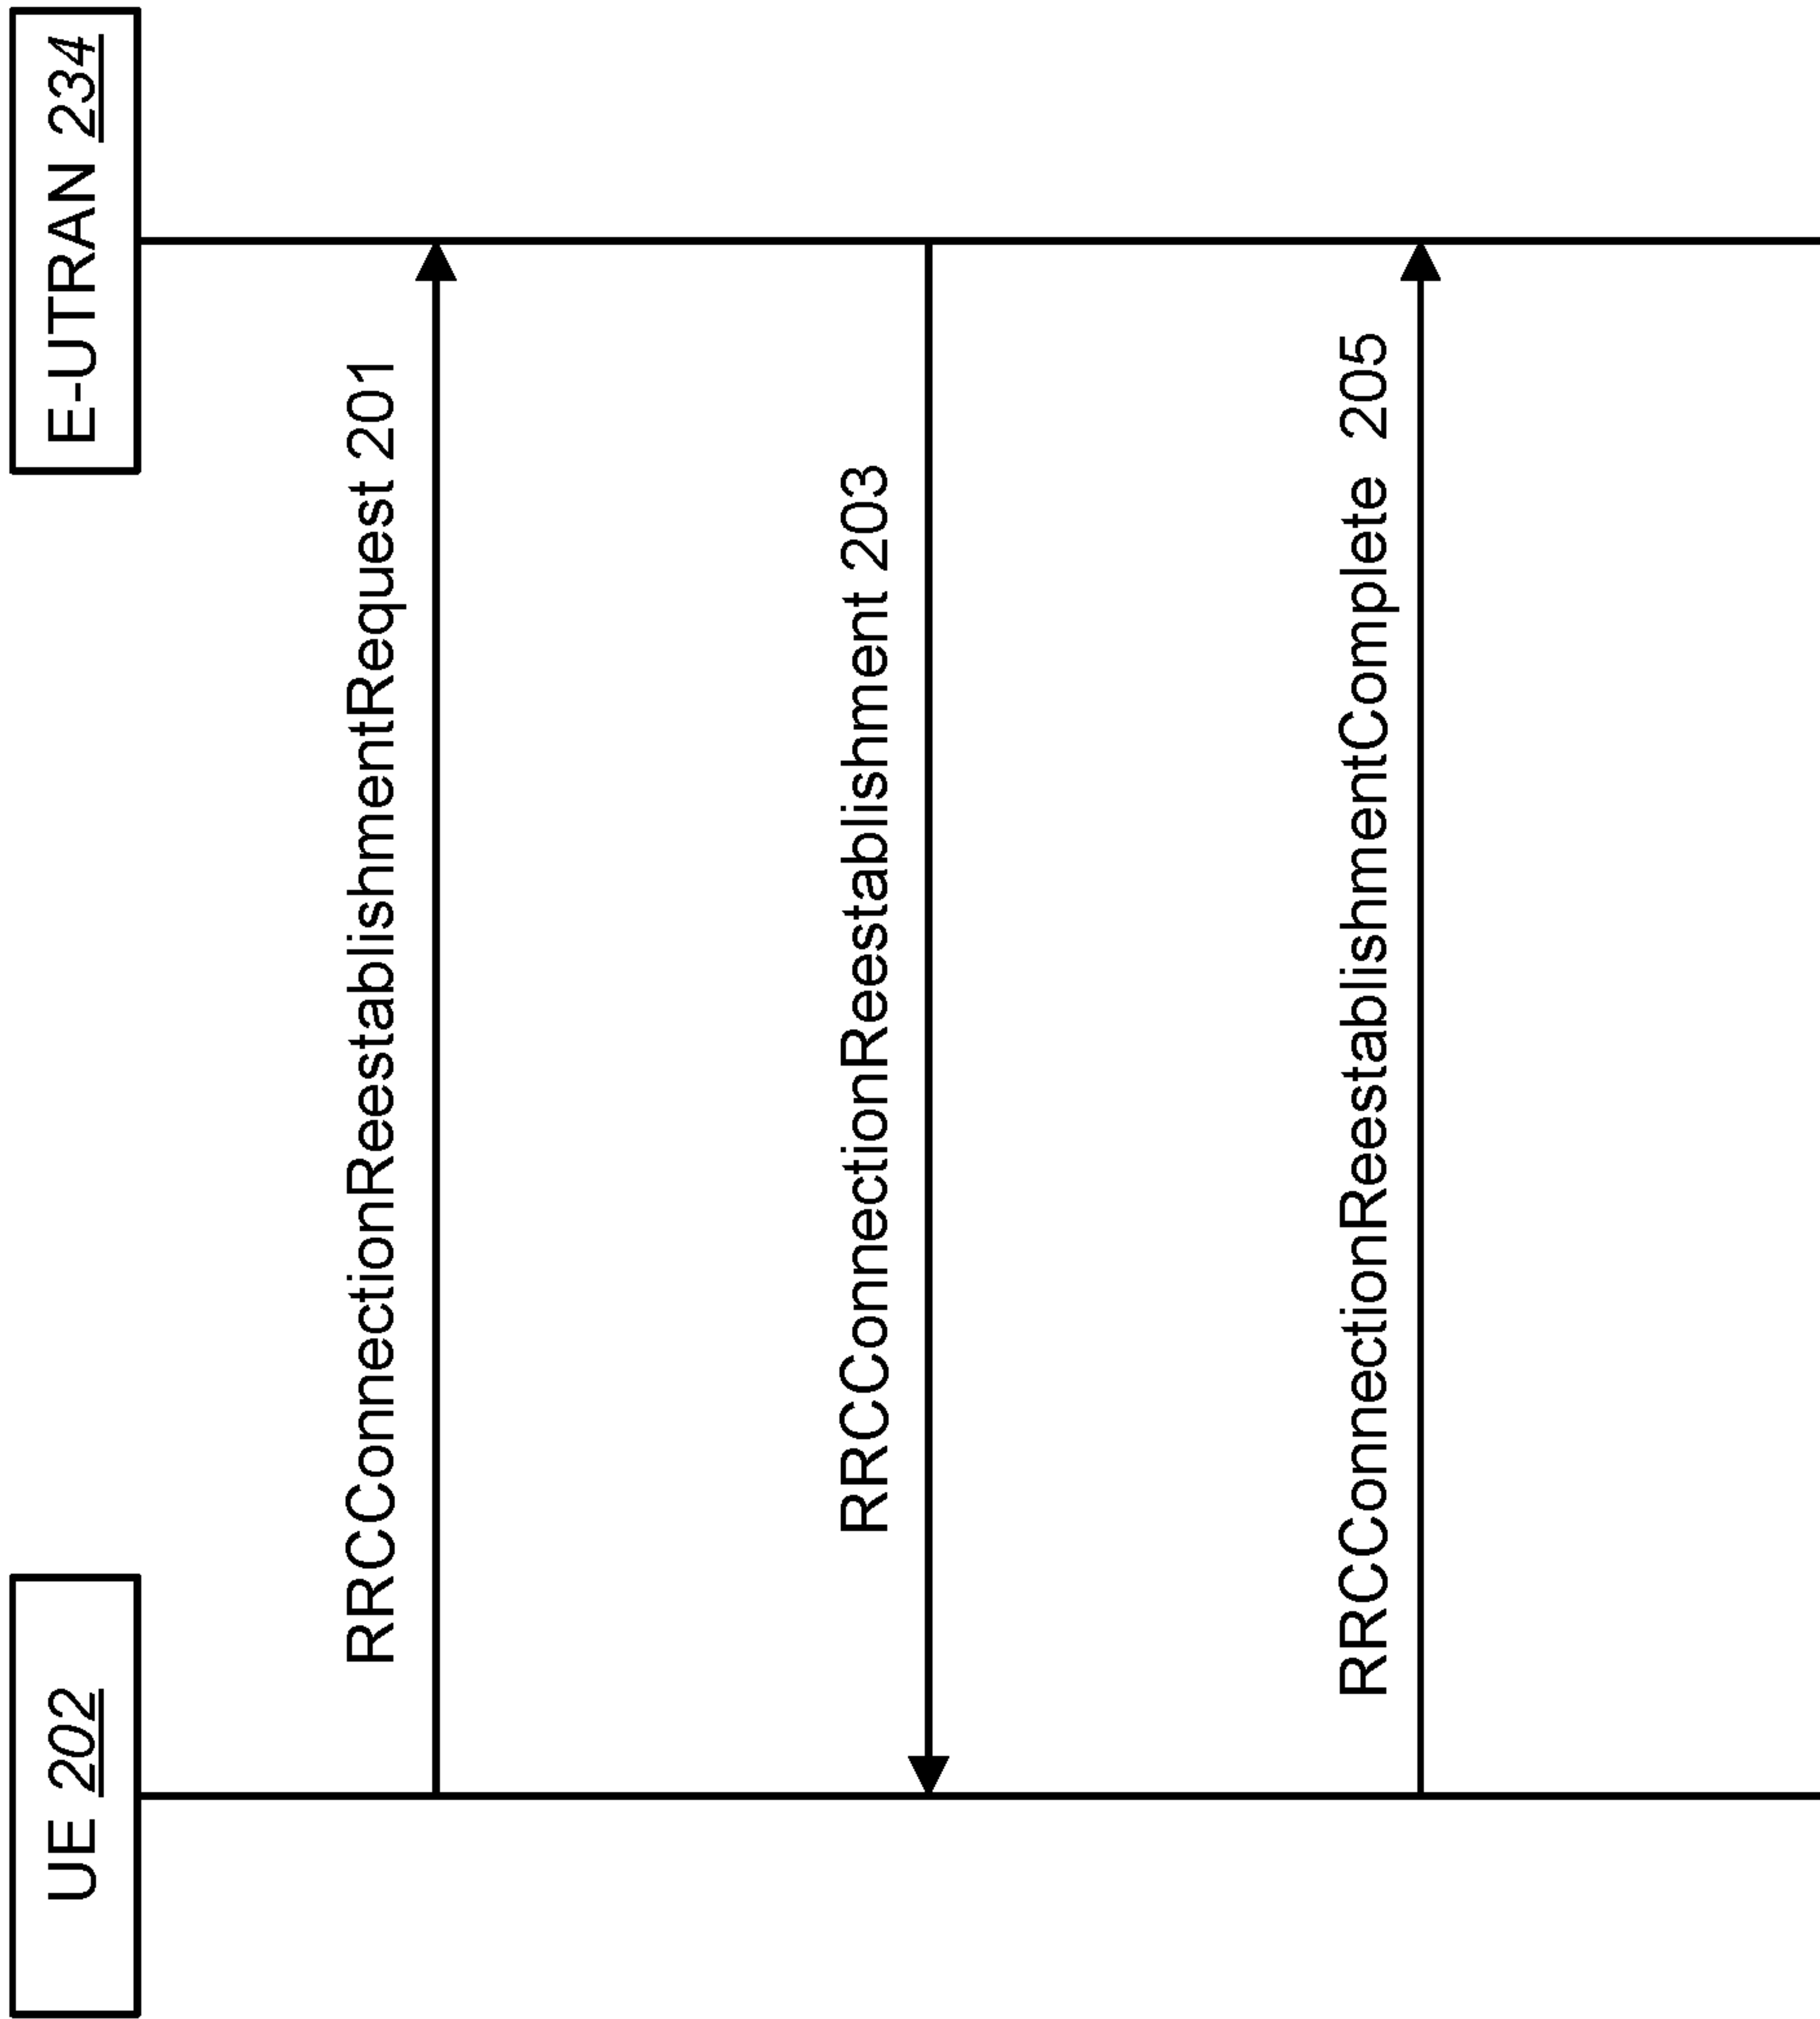 UE 202
E-UTRAN 234
RRCConnectionReestablishmentRequest 201
RRCConnectionReestablishment 203
RRCConnectionReestablishmentComplete 205